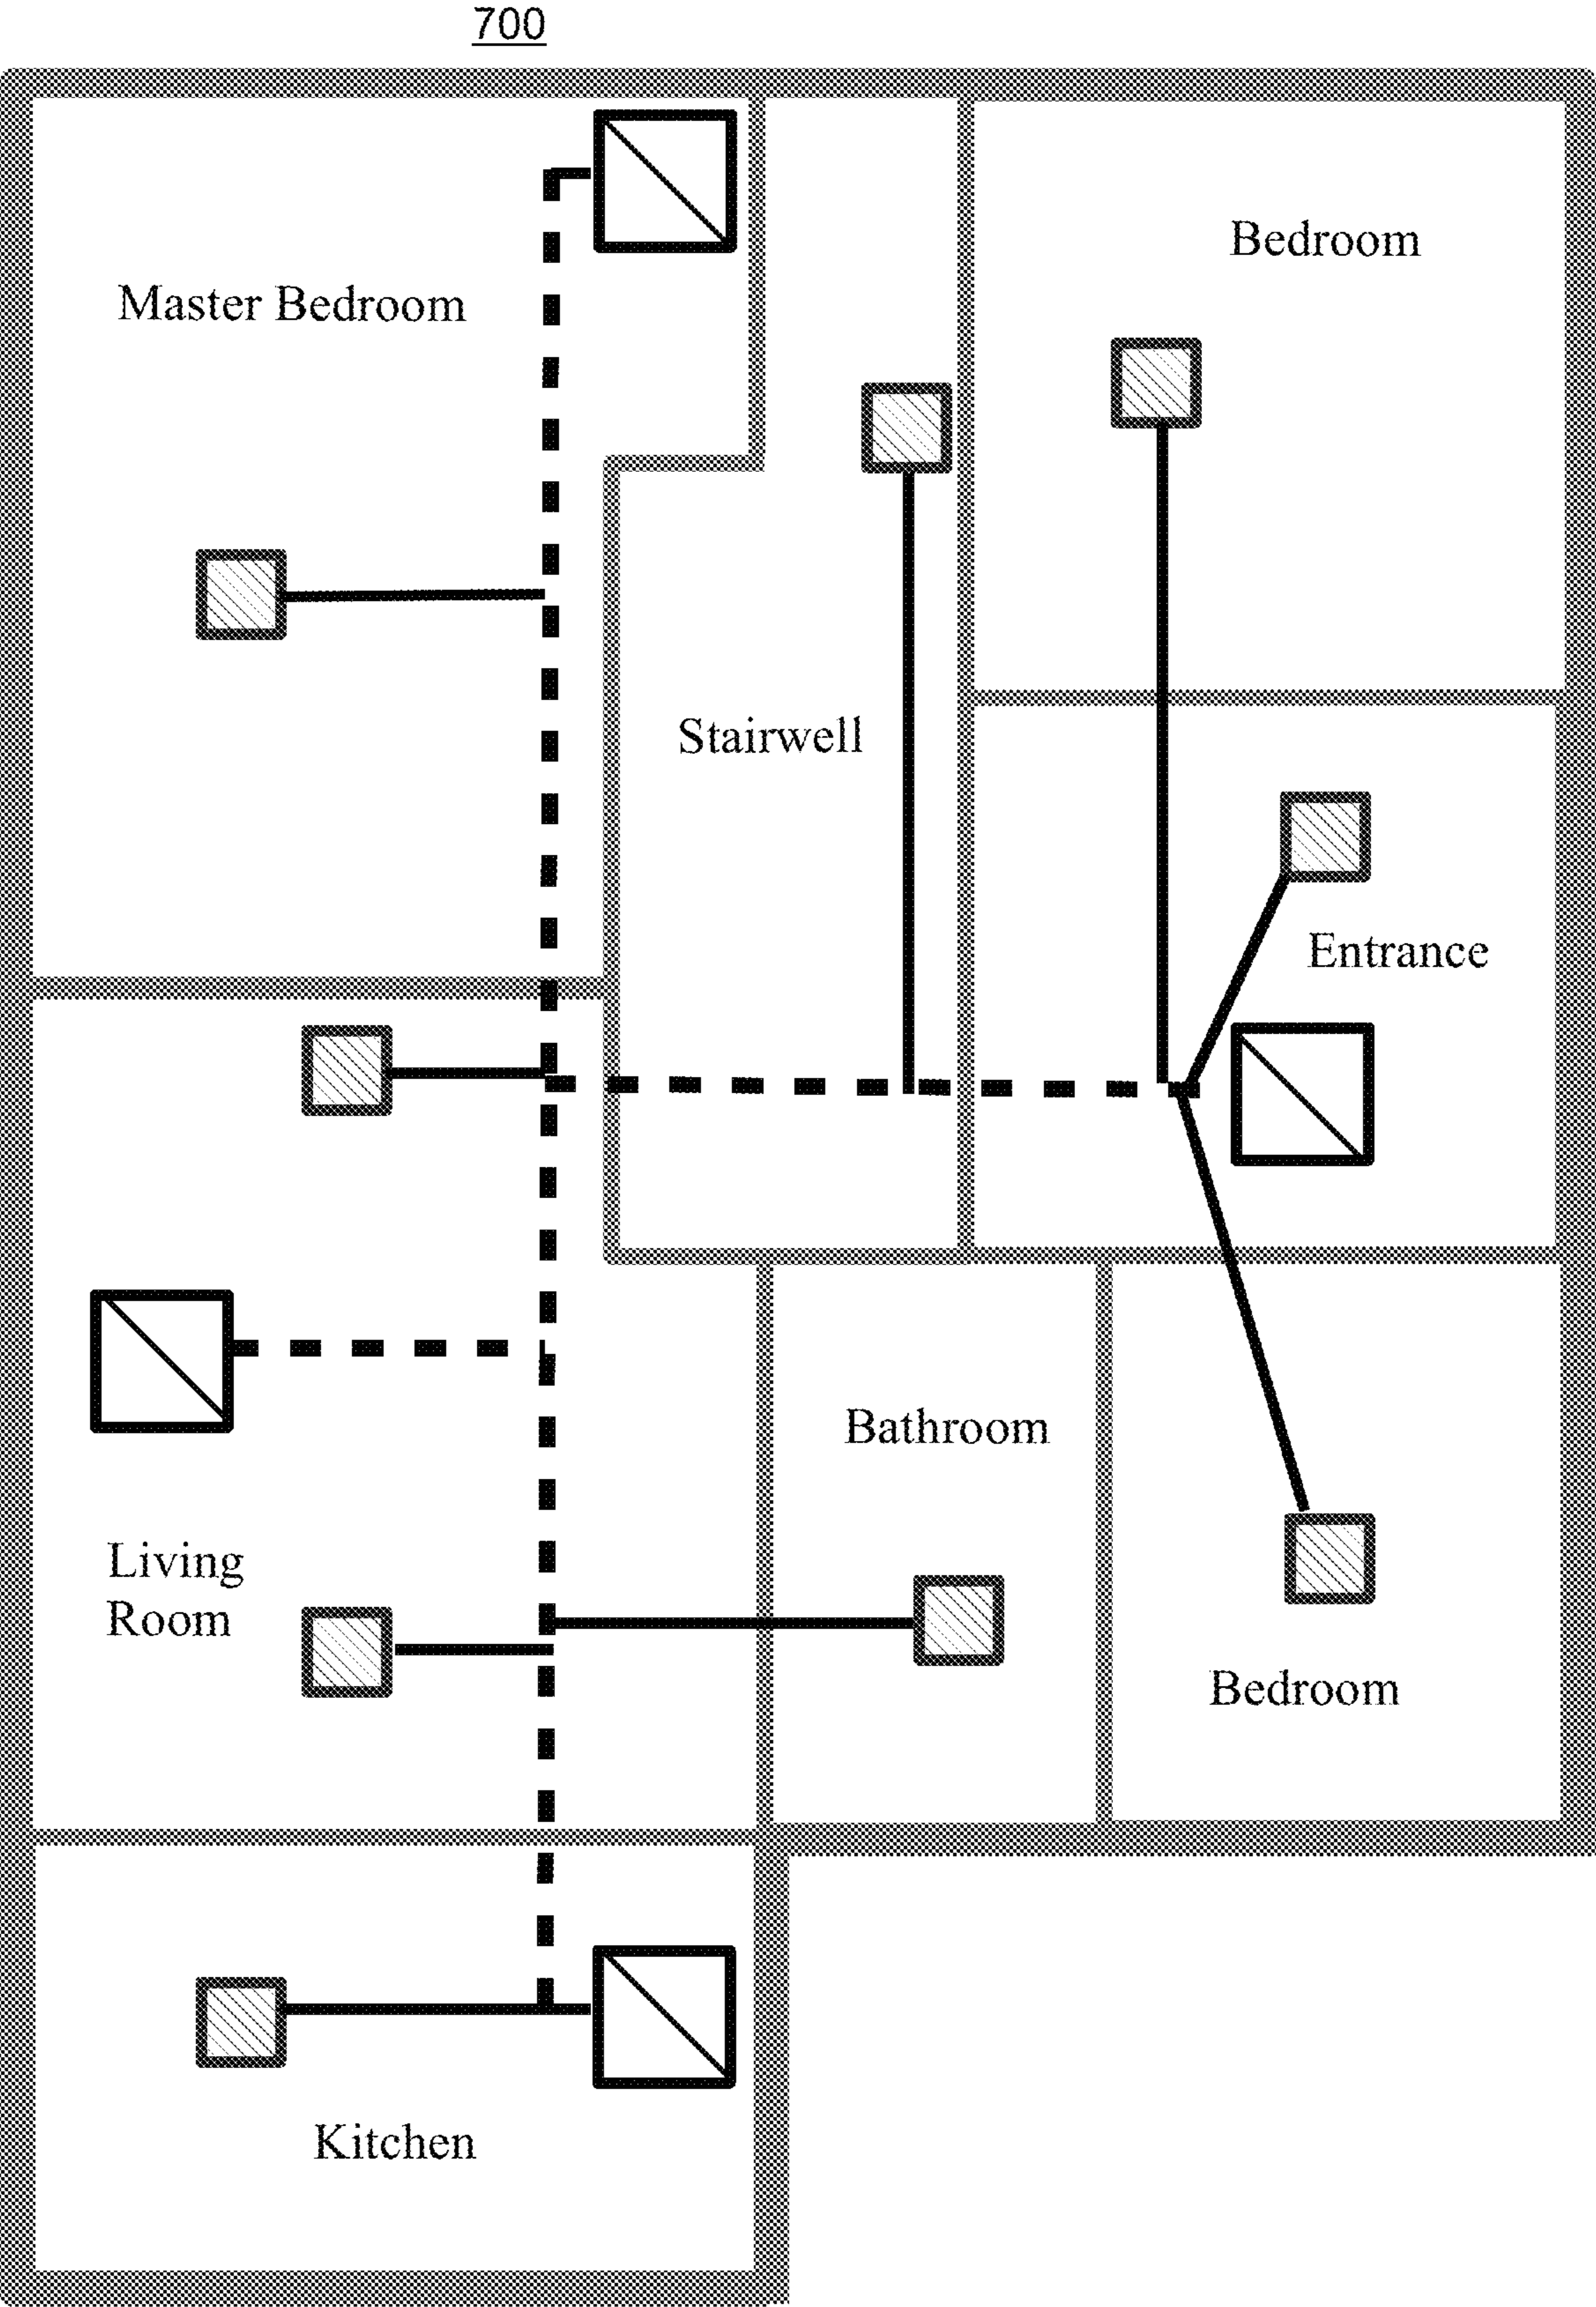 700
Bedroom
Master Bedroom
Stairwell
Entrance
Bathroom
Living
Room
Bedroom
Kitchen